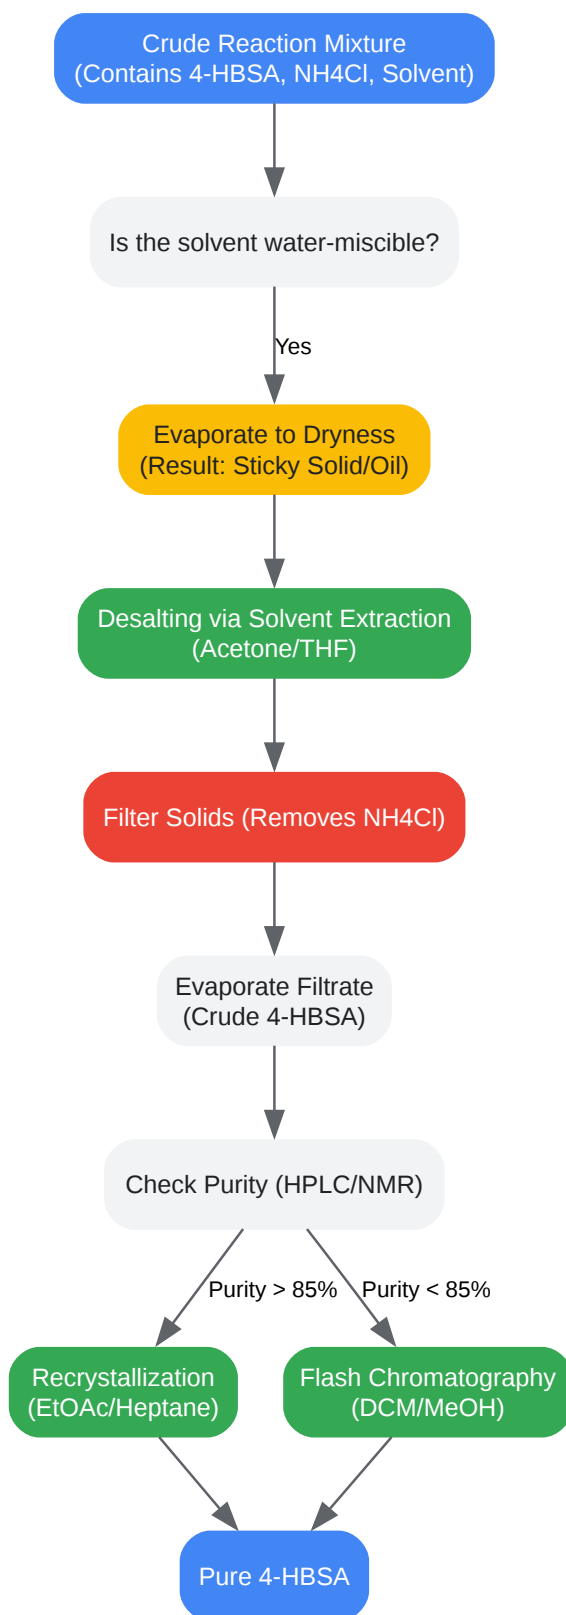 Crude Reaction Mixture
(Contains 4-HBSA, NH4Cl, Solvent)
Is the solvent water-miscible?
Yes
Evaporate to Dryness
(Result: Sticky Solid/Oil)
Desalting via Solvent Extraction
(Acetone/THF)
Filter Solids (Removes NH4Cl)
Evaporate Filtrate
(Crude 4-HBSA)
Check Purity (HPLC/NMR)
Purity > 85%
Purity < 85%
Recrystallization
(EtOAc/Heptane)
Flash Chromatography
(DCM/MeOH)
Pure 4-HBSA